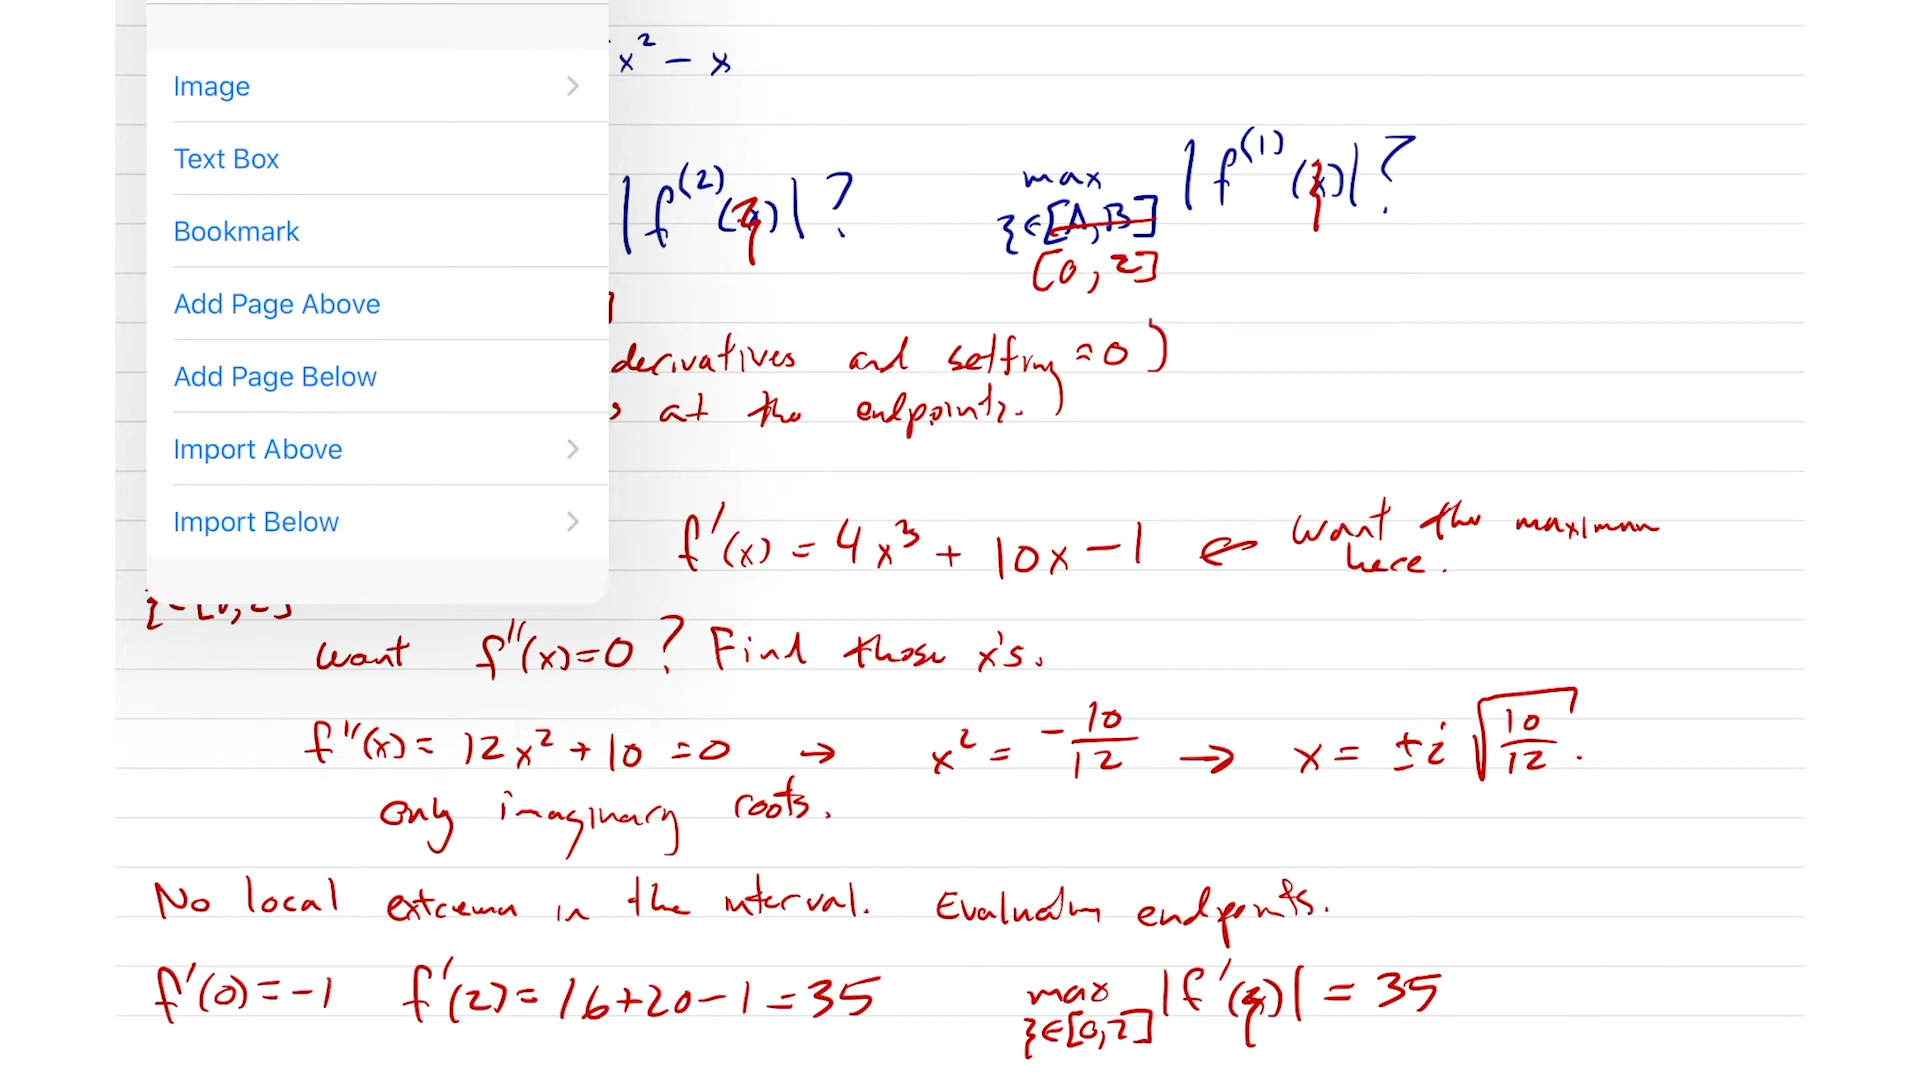 x² - x
Image
Text Box
Bookmark
Add Page Above
Add Page Below
Import Above
Import Below
|f⁽²⁾(ξ)| ?
max ξ∈[A,B] [0,2] |f⁽¹⁾(ξ)| ?
derivatives and setting = 0 )
s at the endpoints. )
f'(x) = 4x³ + 10x - 1 ← want the maximum here.
want f''(x)=0 ? Find those x's.
f''(x) = 12x² + 10 = 0 → x² = -10/12 → x = ± i √(10/12) .
only imaginary roots.
No local extrema in the interval. Evaluating endpoints.
f'(0) = -1 f'(2) = 16+20-1 = 35 max ξ∈[0,2] |f'(ξ)| = 35